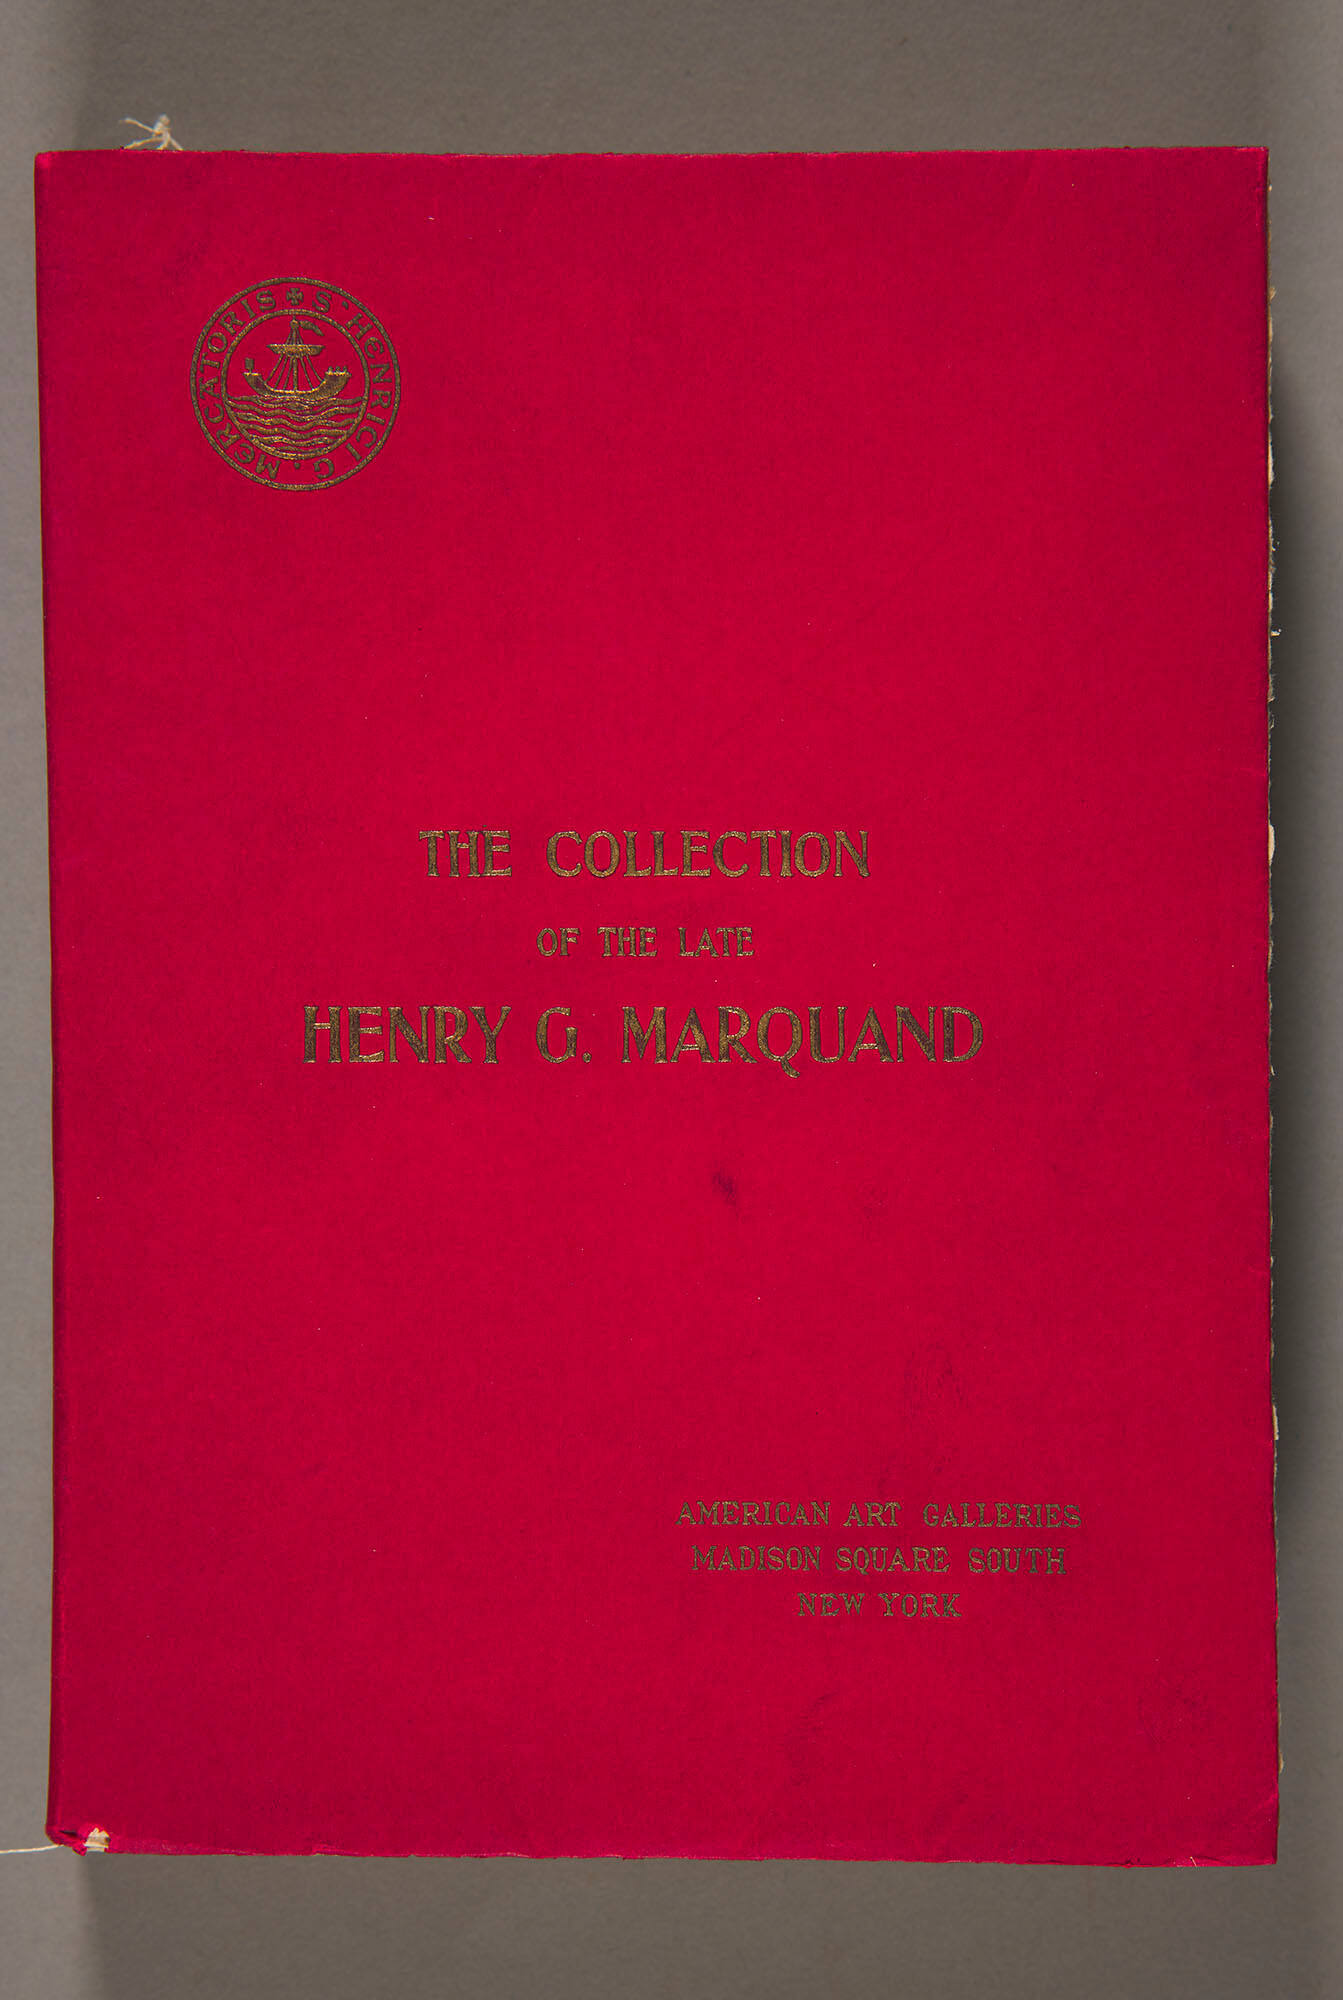 ✠ S· HENRICI G. MERCATORIS
THE COLLECTION
OF THE LATE
HENRY G. MARQUAND
AMERICAN ART GALLERIES
MADISON SQUARE SOUTH
NEW YORK